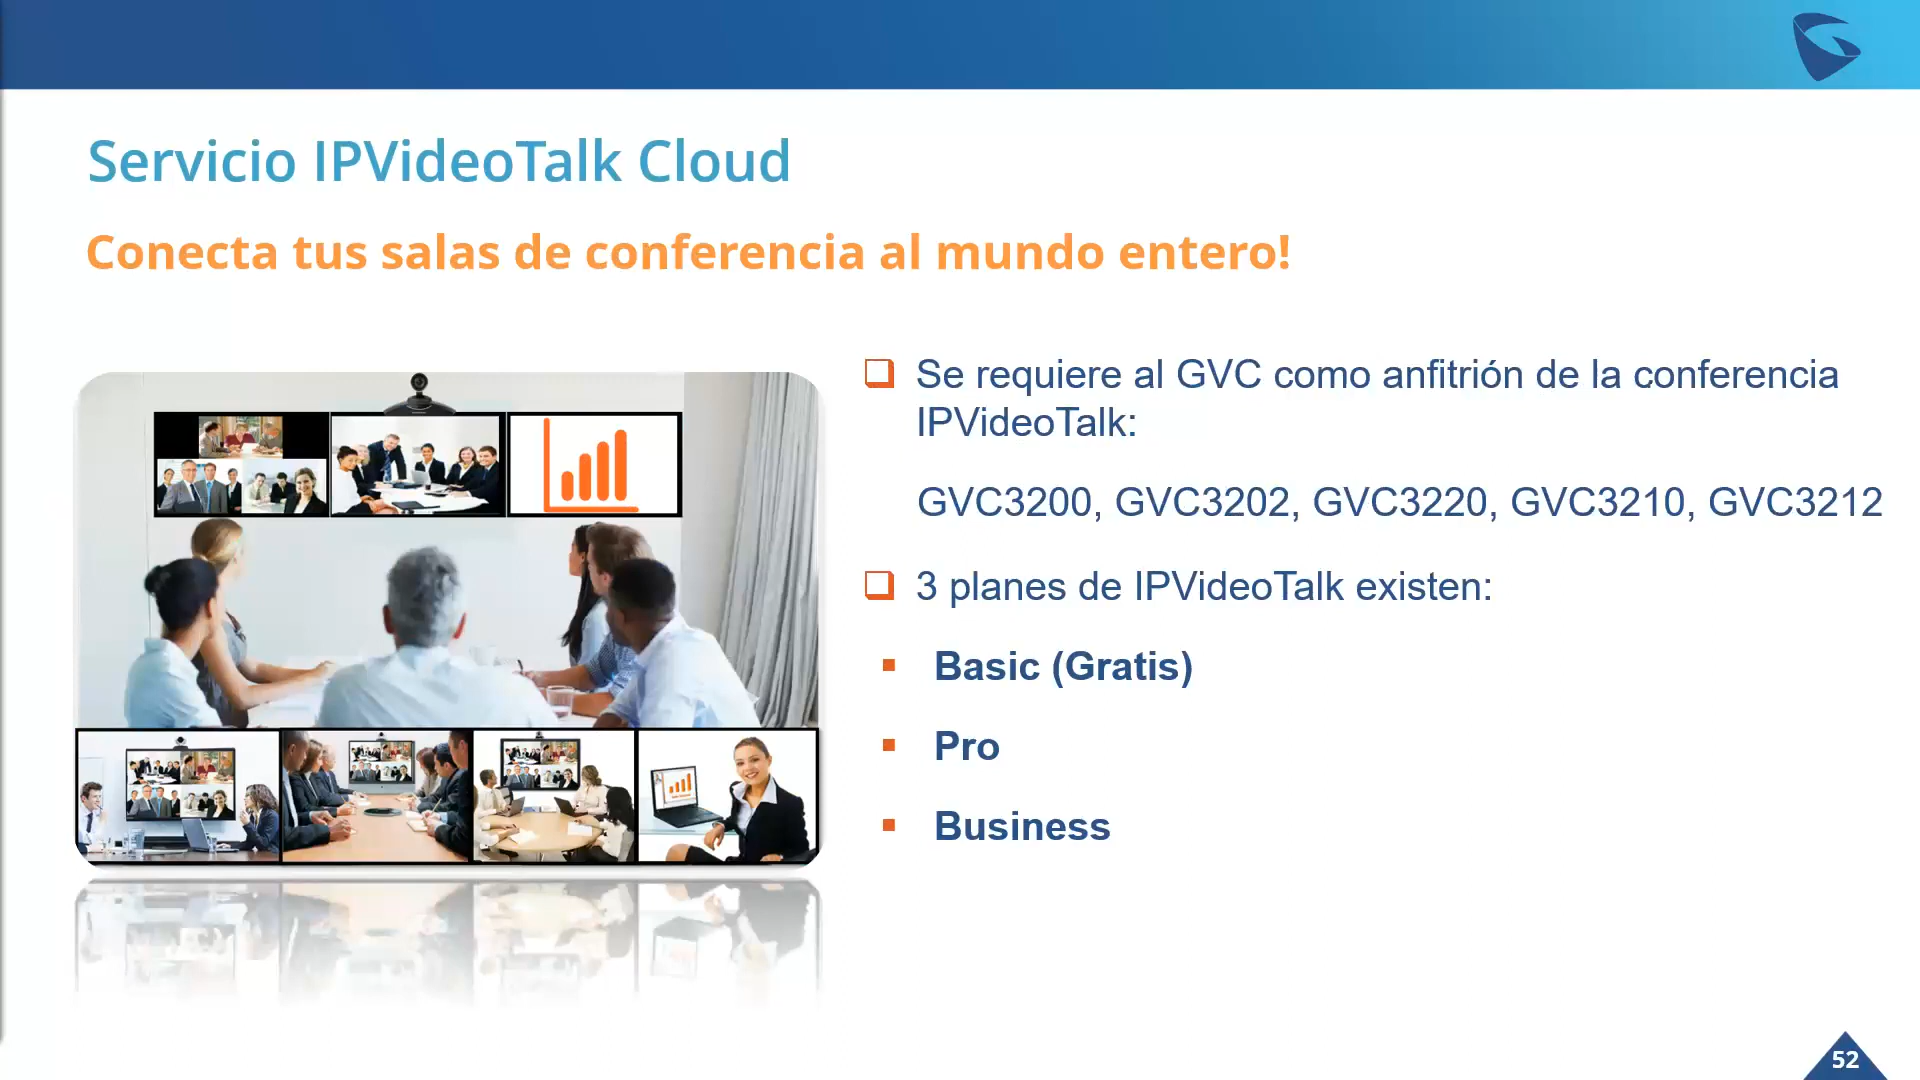 Servicio IPVideoTalk Cloud
Conecta tus salas de conferencia al mundo entero!
Se requiere al GVC como anfitrión de la conferencia
IPVideoTalk:
GVC3200, GVC3202, GVC3220, GVC3210, GVC3212
3 planes de IPVideoTalk existen:
Basic (Gratis)
Pro
Business
52